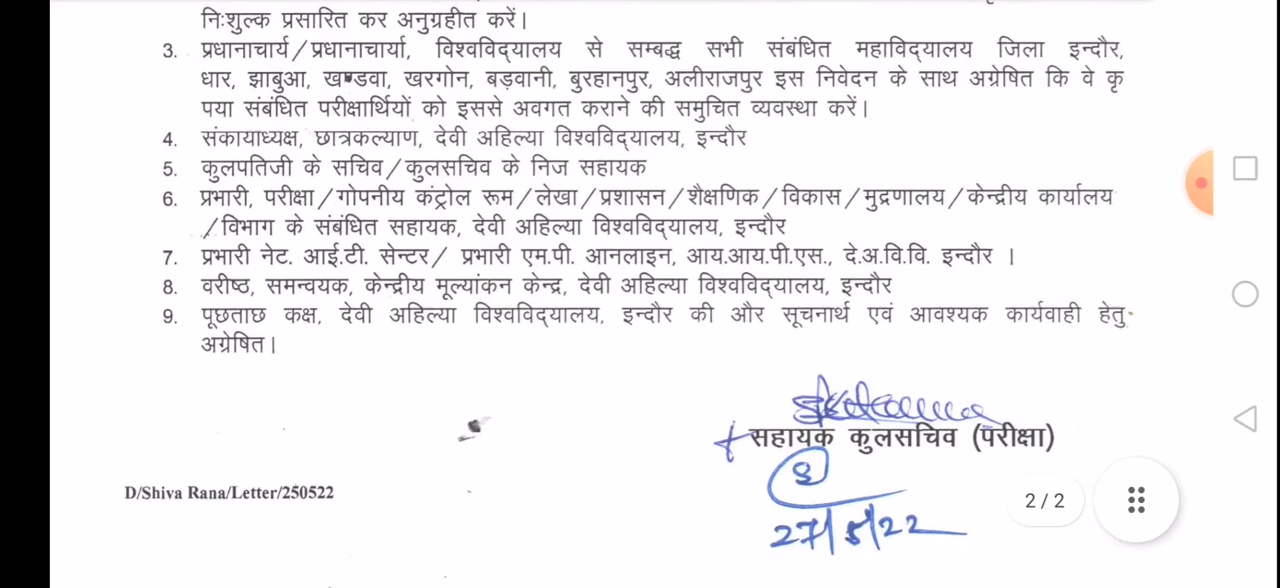 निःशुल्क प्रसारित कर अनुग्रहीत करें।
3. प्रधानाचार्य/प्रधानाचार्या, विश्वविद्यालय से सम्बद्ध सभी संबंधित महाविद्यालय जिला इन्दौर,
धार, झाबुआ, खण्डवा, खरगोन, बड़वानी, बुरहानपुर, अलीराजपुर इस निवेदन के साथ अग्रेषित कि वे कृ
पया संबंधित परीक्षार्थियों को इससे अवगत कराने की समुचित व्यवस्था करें।
4. संकायाध्यक्ष, छात्रकल्याण, देवी अहिल्या विश्वविद्यालय, इन्दौर
5. कुलपतिजी के सचिव/कुलसचिव के निज सहायक
6. प्रभारी, परीक्षा/गोपनीय कंट्रोल रूम/लेखा/प्रशासन/शैक्षणिक/विकास/मुद्रणालय/केन्द्रीय कार्यालय
/विभाग के संबंधित सहायक, देवी अहिल्या विश्वविद्यालय, इन्दौर
7. प्रभारी नेट. आई.टी. सेन्टर/ प्रभारी एम.पी. आनलाइन, आय.आय.पी.एस., दे.अ.वि.वि. इन्दौर ।
8. वरीष्ठ, समन्वयक, केन्द्रीय मूल्यांकन केन्द्र, देवी अहिल्या विश्वविद्यालय, इन्दौर
9. पूछताछ कक्ष, देवी अहिल्या विश्वविद्यालय, इन्दौर की और सूचनार्थ एवं आवश्यक कार्यवाही हेतु
अग्रेषित।
सहायक कुलसचिव (परीक्षा)
27/5/22
D/Shiva Rana/Letter/250522
2 / 2